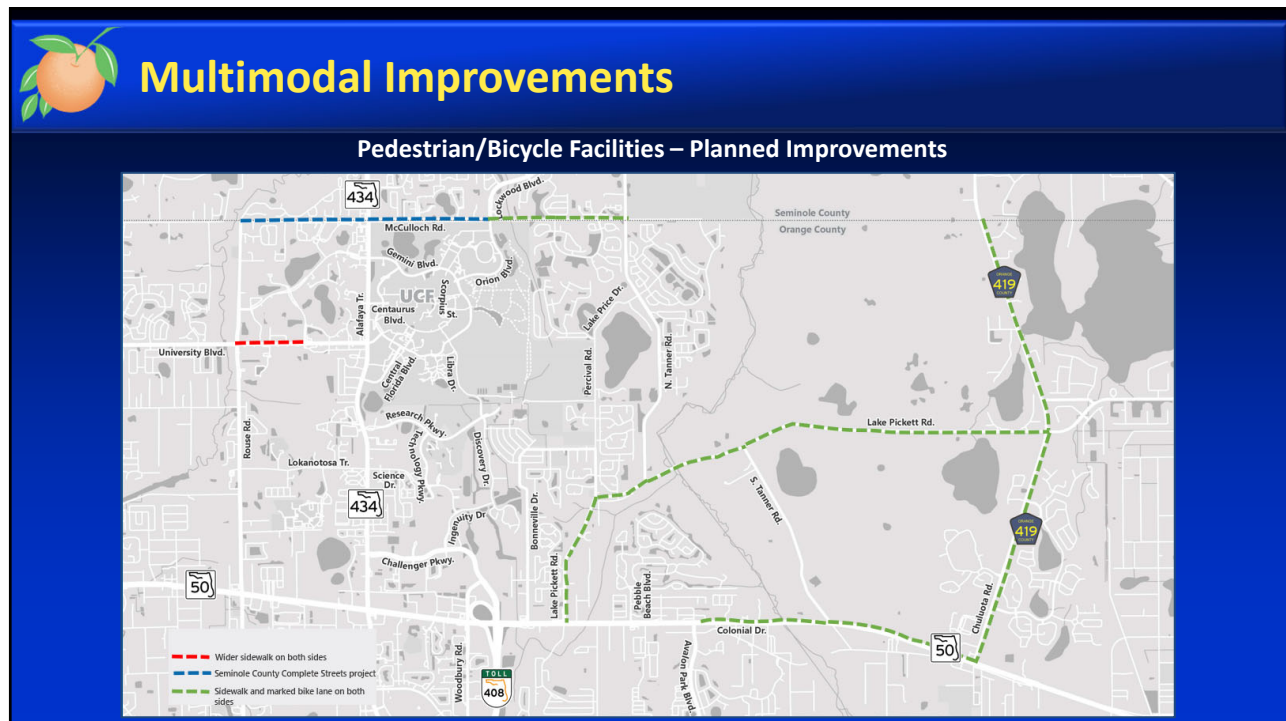 Multimodal Improvements
Pedestrian/Bicycle Facilities – Planned Improvements
434
Lockwood Blvd.
Seminole County
Orange County
McCulloch Rd.
Gemini Blvd.
Orion Blvd.
Scorpius St.
UCF
Centaurus
Blvd.
Alafaya Tr.
ORANGE
419
COUNTY
Lake Price Dr.
University Blvd.
Central
Florida Blvd.
Libra Dr.
Percival Rd.
N. Tanner Rd.
Rouse Rd.
Research Pkwy.
Technology Pkwy.
Discovery Dr.
Lake Pickett Rd.
Lokanotosa Tr.
Science
Dr.
434
S. Tanner Rd.
Ingenuity Dr
Bonneville Dr.
ORANGE
419
COUNTY
Challenger Pkwy.
Lake Pickett Rd.
Pebble
Beach Blvd.
Chuluota Rd.
50
Colonial Dr.
50
Woodbury Rd.
TOLL
408
Avalon Park Blvd.
Wider sidewalk on both sides
Seminole County Complete Streets project
Sidewalk and marked bike lane on both
sides